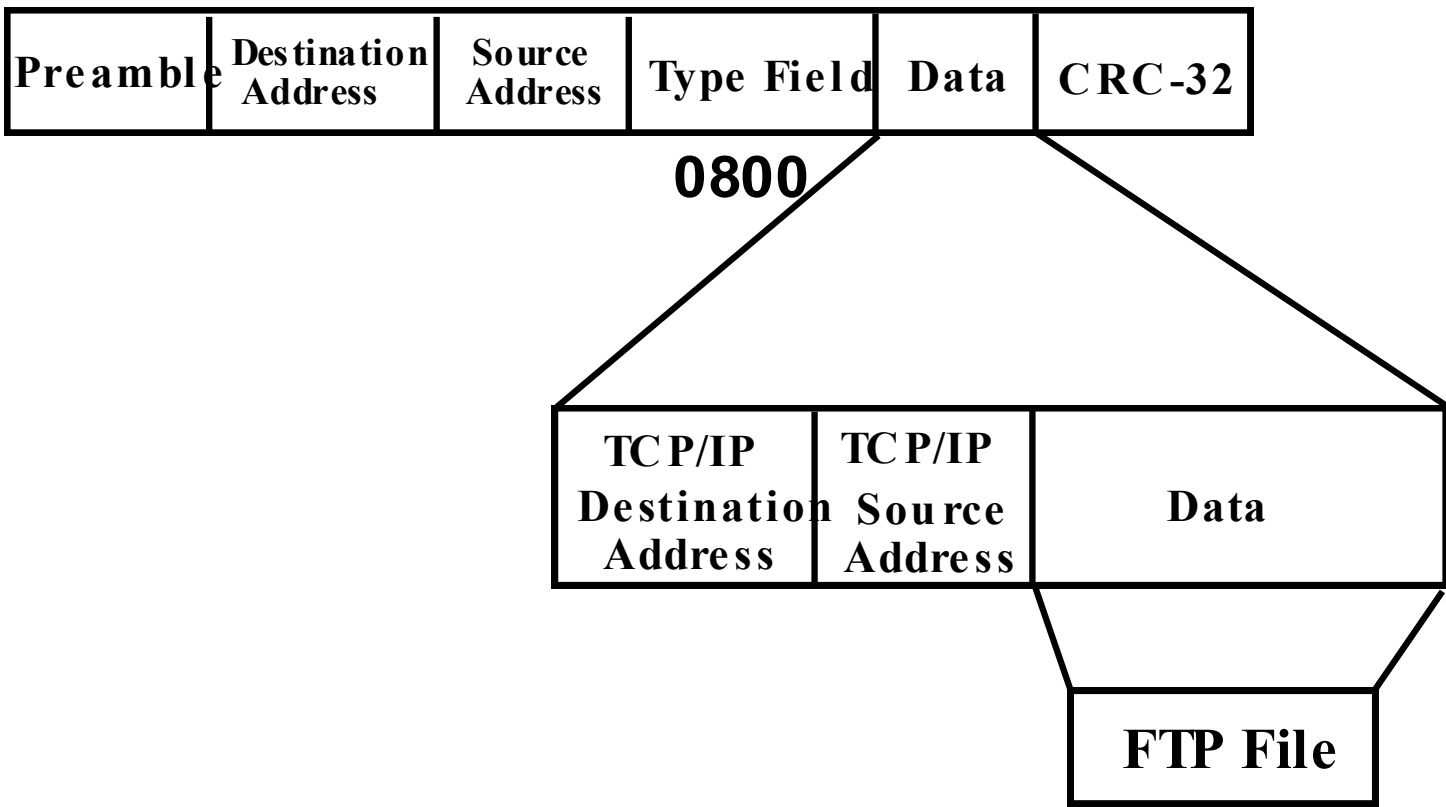 Preamble
Destination
Address
Source
Address
Type Field
Data
CRC-32
0800
TCP/IP
Destination
Address
TCP/IP
Source
Address
Data
FTP File